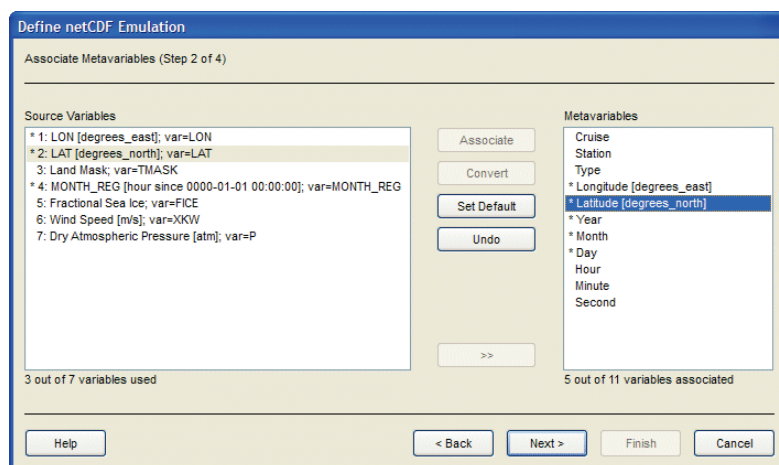 Define netCDF Emulation
Associate Metavariables (Step 2 of 4)
Source Variables
* 1: LON [degrees_east]; var=LON
* 2: LAT [degrees_north]; var=LAT
3: Land Mask; var=TMASK
* 4: MONTH_REG [hour since 0000-01-01 00:00:00]; var=MONTH_REG
5: Fractional Sea Ice; var=FICE
6: Wind Speed [m/s]; var=XKW
7: Dry Atmospheric Pressure [atm]; var=P
3 out of 7 variables used
Associate
Convert
Set Default
Undo
>>
Metavariables
Cruise
Station
Type
* Longitude [degrees_east]
* Latitude [degrees_north]
* Year
* Month
* Day
Hour
Minute
Second
5 out of 11 variables associated
Help
< Back
Next >
Finish
Cancel